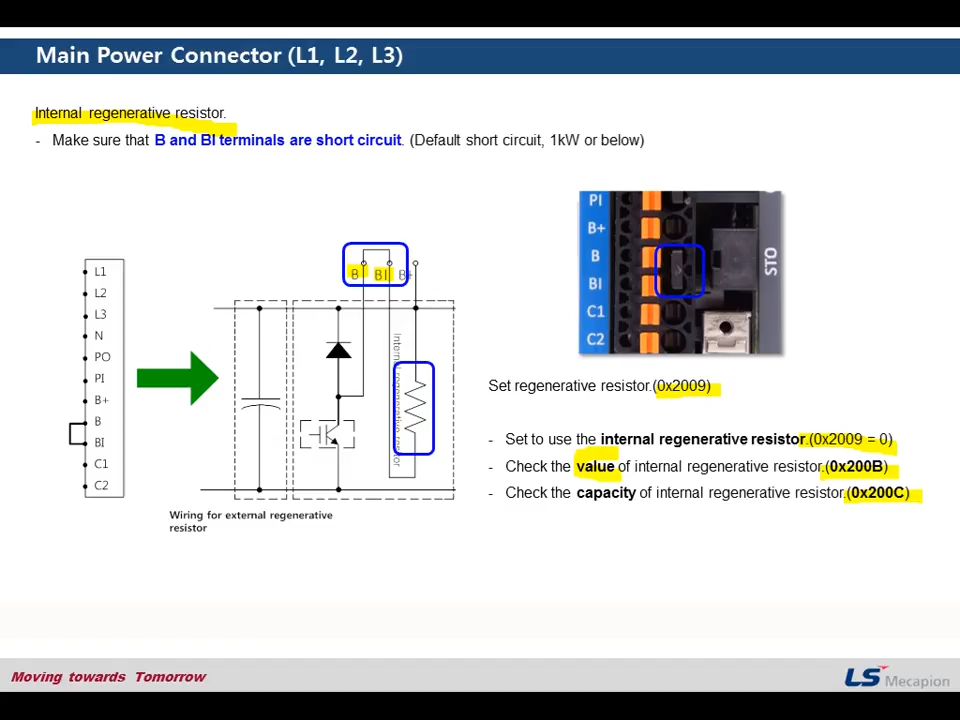 Main Power Connector (L1, L2, L3)
Internal regenerative resistor.
- Make sure that B and BI terminals are short circuit. (Default short circuit, 1kW or below)
L1
L2
L3
N
PO
PI
B+
B
BI
C1
C2
B BI B+
Internal regenerative resistor
Wiring for external regenerative
resistor
PI
B+
B
BI
C1
C2
STO
Set regenerative resistor.(0x2009)
- Set to use the internal regenerative resistor.(0x2009 = 0)
- Check the value of internal regenerative resistor.(0x200B)
- Check the capacity of internal regenerative resistor.(0x200C)
Moving towards Tomorrow
LS Mecapion